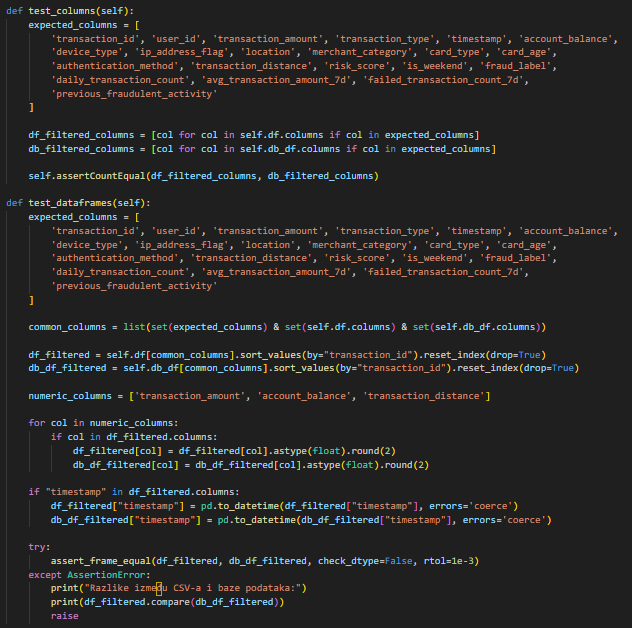 def test_columns(self):
    expected_columns = [
        'transaction_id', 'user_id', 'transaction_amount', 'transaction_type', 'timestamp', 'account_balance',
        'device_type', 'ip_address_flag', 'location', 'merchant_category', 'card_type', 'card_age',
        'authentication_method', 'transaction_distance', 'risk_score', 'is_weekend', 'fraud_label',
        'daily_transaction_count', 'avg_transaction_amount_7d', 'failed_transaction_count_7d',
        'previous_fraudulent_activity'
    ]
    df_filtered_columns = [col for col in self.df.columns if col in expected_columns]
    db_filtered_columns = [col for col in self.db_df.columns if col in expected_columns]
    self.assertCountEqual(df_filtered_columns, db_filtered_columns)
def test_dataframes(self):
    expected_columns = [
        'transaction_id', 'user_id', 'transaction_amount', 'transaction_type', 'timestamp', 'account_balance',
        'device_type', 'ip_address_flag', 'location', 'merchant_category', 'card_type', 'card_age',
        'authentication_method', 'transaction_distance', 'risk_score', 'is_weekend', 'fraud_label',
        'daily_transaction_count', 'avg_transaction_amount_7d', 'failed_transaction_count_7d',
        'previous_fraudulent_activity'
    ]
    common_columns = list(set(expected_columns) & set(self.df.columns) & set(self.db_df.columns))
    df_filtered = self.df[common_columns].sort_values(by="transaction_id").reset_index(drop=True)
    db_df_filtered = self.db_df[common_columns].sort_values(by="transaction_id").reset_index(drop=True)
    numeric_columns = ['transaction_amount', 'account_balance', 'transaction_distance']
    for col in numeric_columns:
        if col in df_filtered.columns:
            df_filtered[col] = df_filtered[col].astype(float).round(2)
            db_df_filtered[col] = db_df_filtered[col].astype(float).round(2)
    if "timestamp" in df_filtered.columns:
        df_filtered["timestamp"] = pd.to_datetime(df_filtered["timestamp"], errors='coerce')
        db_df_filtered["timestamp"] = pd.to_datetime(db_df_filtered["timestamp"], errors='coerce')
    try:
        assert_frame_equal(df_filtered, db_df_filtered, check_dtype=False, rtol=1e-3)
    except AssertionError:
        print("Razlike između CSV-a i baze podataka:")
        print(df_filtered.compare(db_df_filtered))
        raise